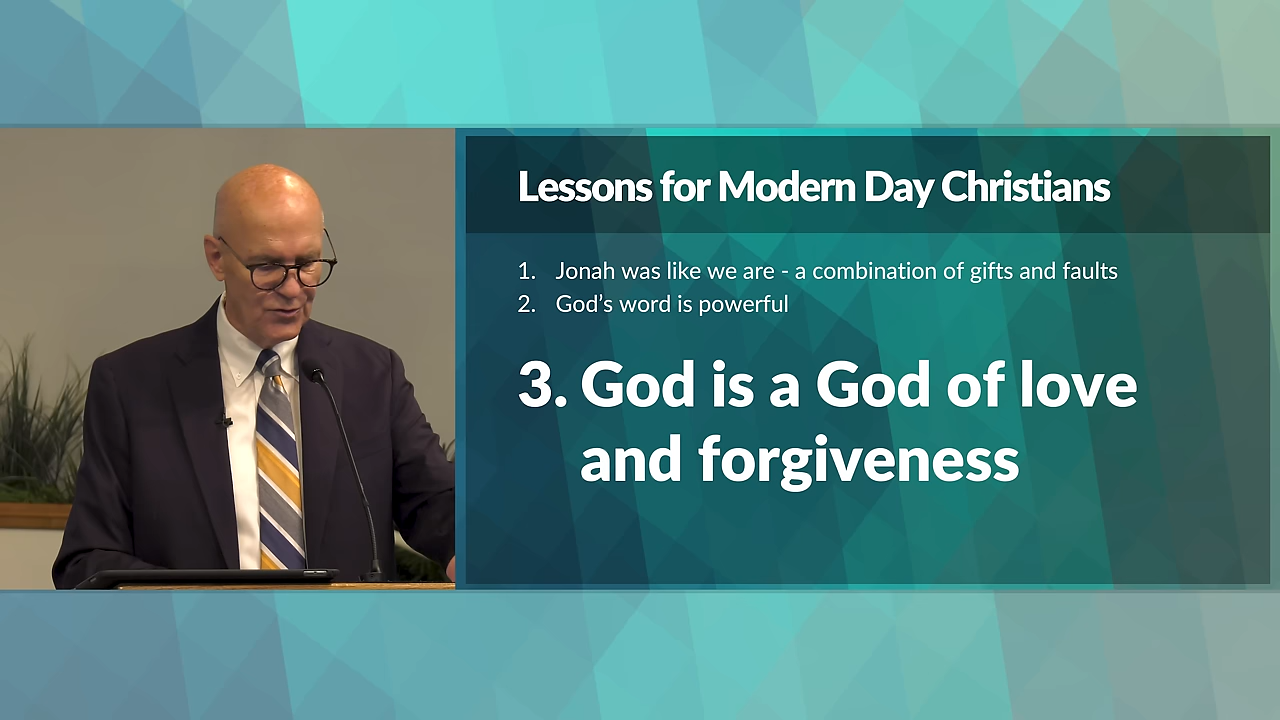 Lessons for Modern Day Christians
1. Jonah was like we are - a combination of gifts and faults
2. God’s word is powerful
3. God is a God of love
and forgiveness